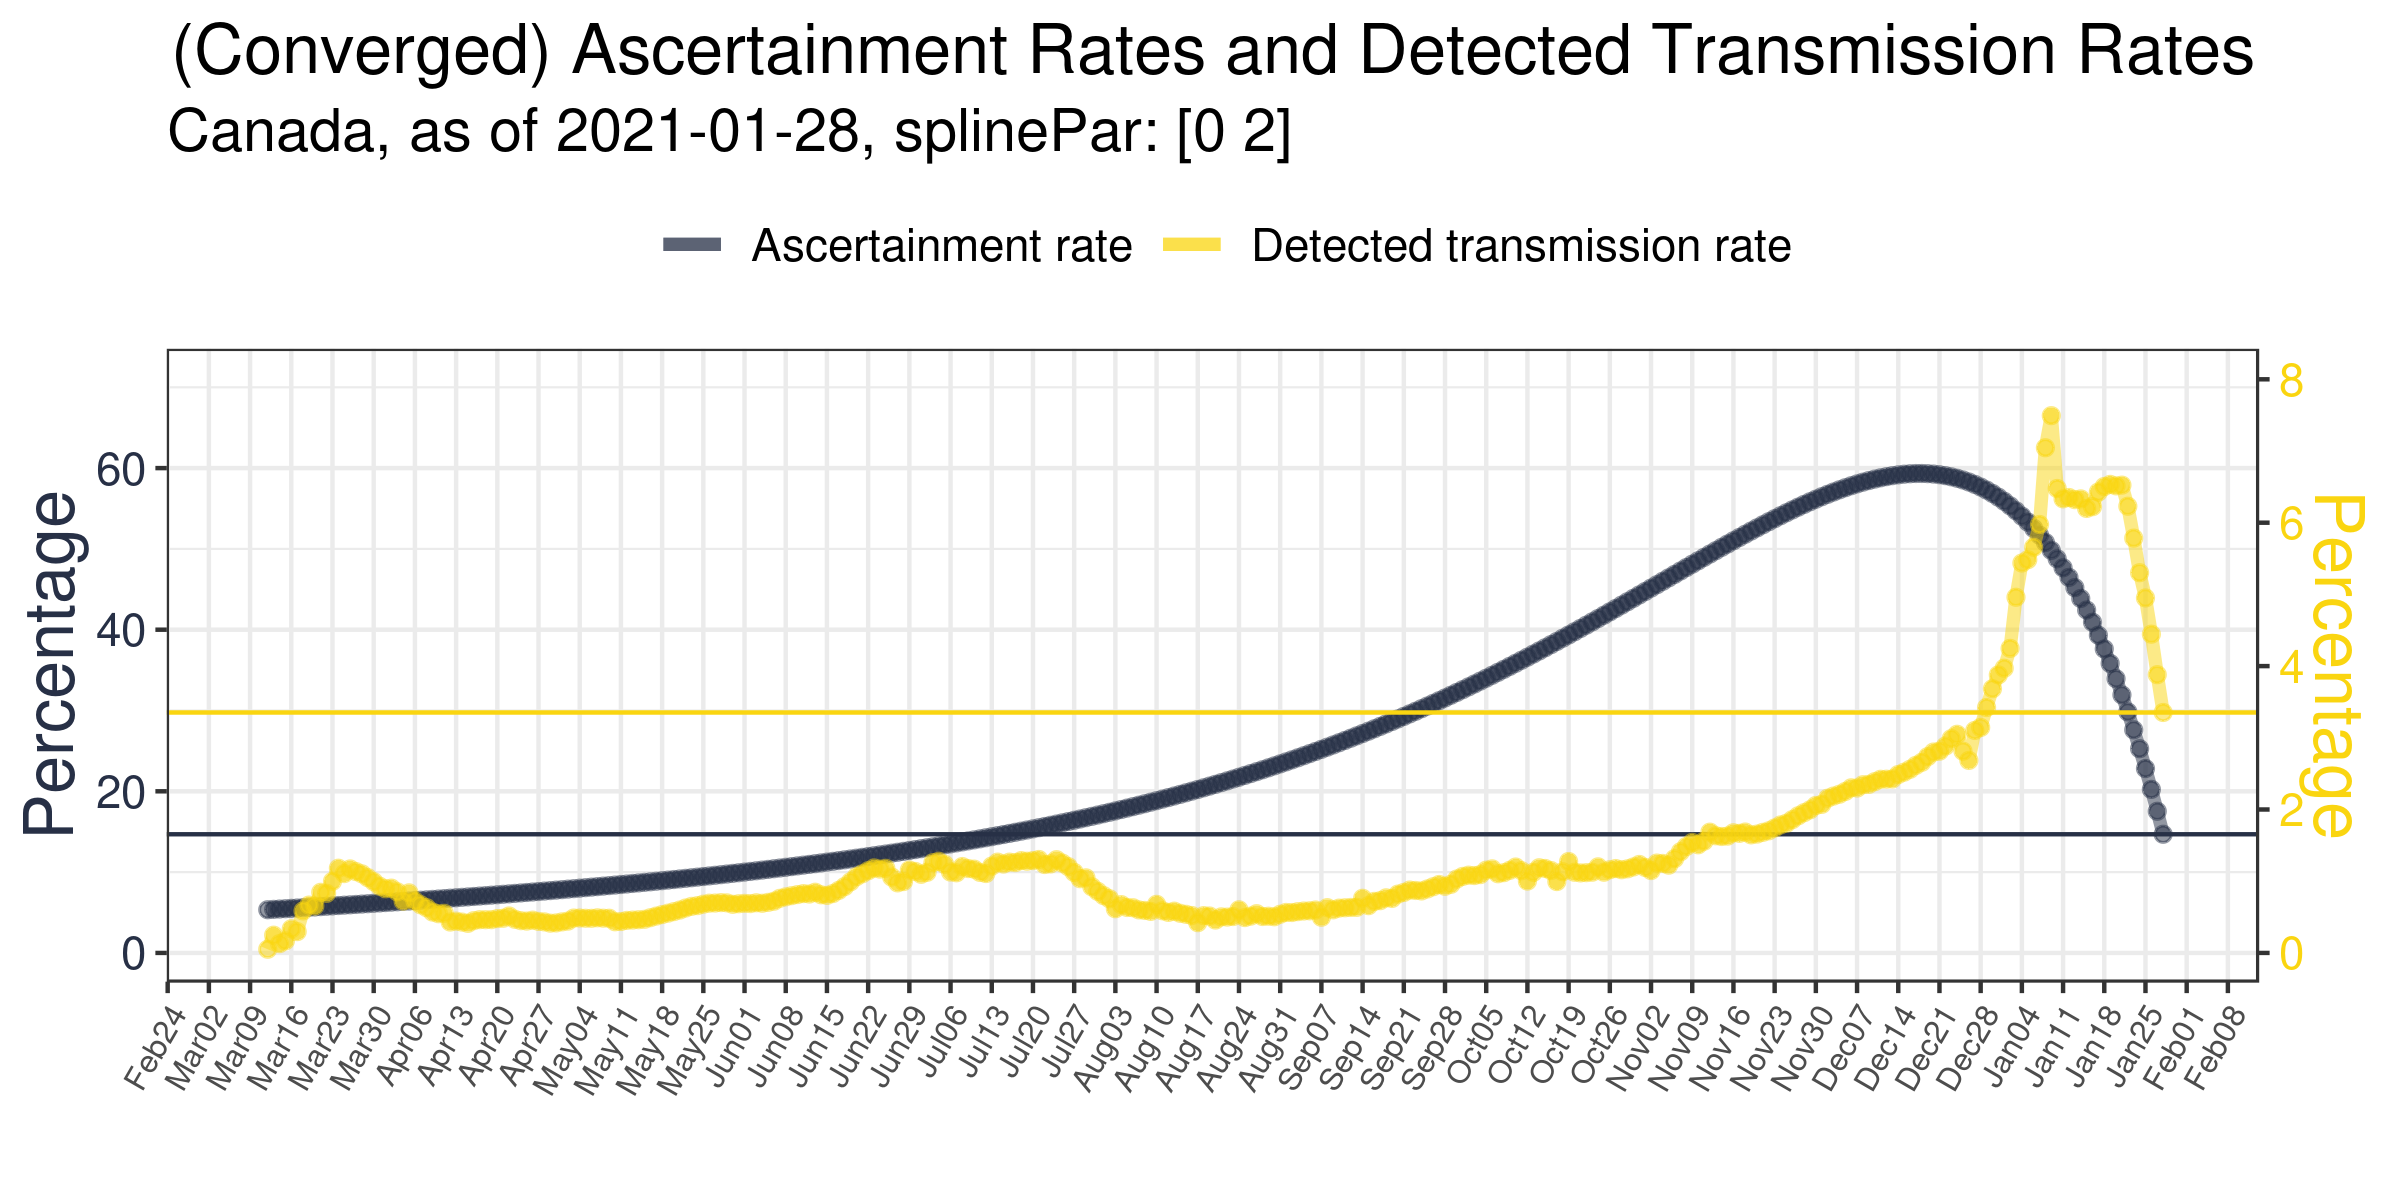 (Converged) Ascertainment Rates and Detected Transmission Rates
Canada, as of 2021-01-28, splinePar: [0 2]
Ascertainment rate Detected transmission rate
Percentage
60
40
20
0
8
6
4
2
0
Percentage
Feb24 Mar02 Mar09 Mar16 Mar23 Mar30 Apr06 Apr13 Apr20 Apr27 May04 May11 May18 May25 Jun01 Jun08 Jun15 Jun22 Jun29 Jul06 Jul13 Jul20 Jul27 Aug03 Aug10 Aug17 Aug24 Aug31 Sep07 Sep14 Sep21 Sep28 Oct05 Oct12 Oct19 Oct26 Nov02 Nov09 Nov16 Nov23 Nov30 Dec07 Dec14 Dec21 Dec28 Jan04 Jan11 Jan18 Jan25 Feb01 Feb08